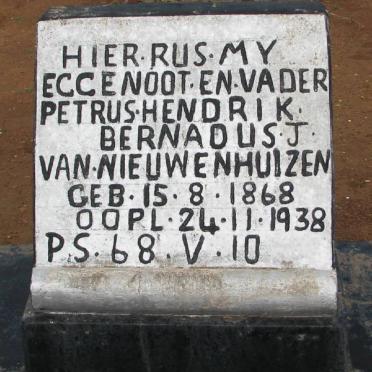 HIER·RUS·MY
EGGENOOT·EN·VADER
PETRUS·HENDRIK·
BERNADUS·J·
VAN·NIEUWENHUIZEN
GEB·15·8·1868
OOPL·24·11·1938
PS·68·V·10